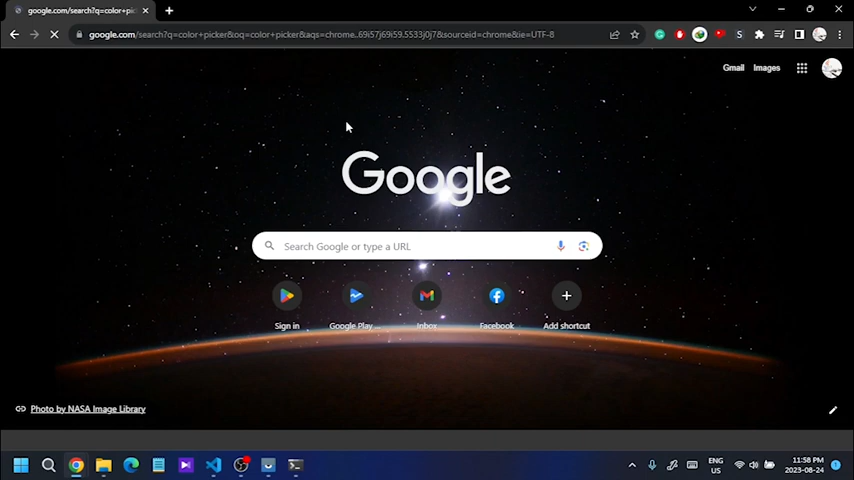 google.com/search?q=color+pic
google.com/search?q=color+picker&oq=color+picker&aqs=chrome..69i57j69i59.5533j0j7&sourceid=chrome&ie=UTF-8
Gmail
Images
Google
Search Google or type a URL
Sign in
Google Play ...
Inbox
Facebook
Add shortcut
Photo by NASA Image Library
ENG
US
11:58 PM
2023-08-24